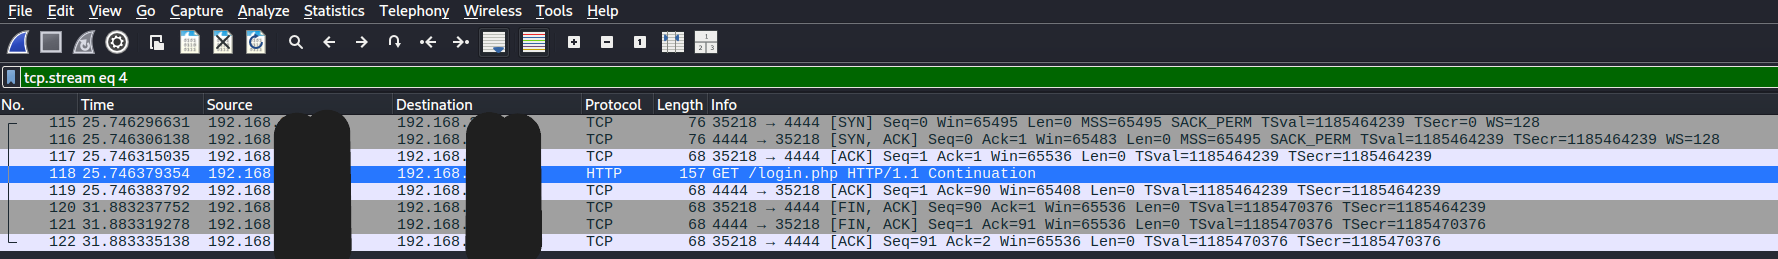 File Edit View Go Capture Analyze Statistics Telephony Wireless Tools Help
tcp.stream eq 4
No. Time Source Destination Protocol Length Info
115 25.746296631 192.168. 192.168. TCP 76 35218 → 4444 [SYN] Seq=0 Win=65495 Len=0 MSS=65495 SACK_PERM TSval=1185464239 TSecr=0 WS=128
116 25.746306138 192.168. 192.168. TCP 76 4444 → 35218 [SYN, ACK] Seq=0 Ack=1 Win=65483 Len=0 MSS=65495 SACK_PERM TSval=1185464239 TSecr=1185464239 WS=128
117 25.746315035 192.168 192.168. TCP 68 35218 → 4444 [ACK] Seq=1 Ack=1 Win=65536 Len=0 TSval=1185464239 TSecr=1185464239
118 25.746379354 192.168 192.168. HTTP 157 GET /login.php HTTP/1.1 Continuation
119 25.746383792 192.168 192.168. TCP 68 4444 → 35218 [ACK] Seq=1 Ack=90 Win=65408 Len=0 TSval=1185464239 TSecr=1185464239
120 31.883237752 192.168 192.168. TCP 68 35218 → 4444 [FIN, ACK] Seq=90 Ack=1 Win=65536 Len=0 TSval=1185470376 TSecr=1185464239
121 31.883319278 192.168 192.168. TCP 68 4444 → 35218 [FIN, ACK] Seq=1 Ack=91 Win=65536 Len=0 TSval=1185470376 TSecr=1185470376
122 31.883335138 192.168 192.168. TCP 68 35218 → 4444 [ACK] Seq=91 Ack=2 Win=65536 Len=0 TSval=1185470376 TSecr=1185470376